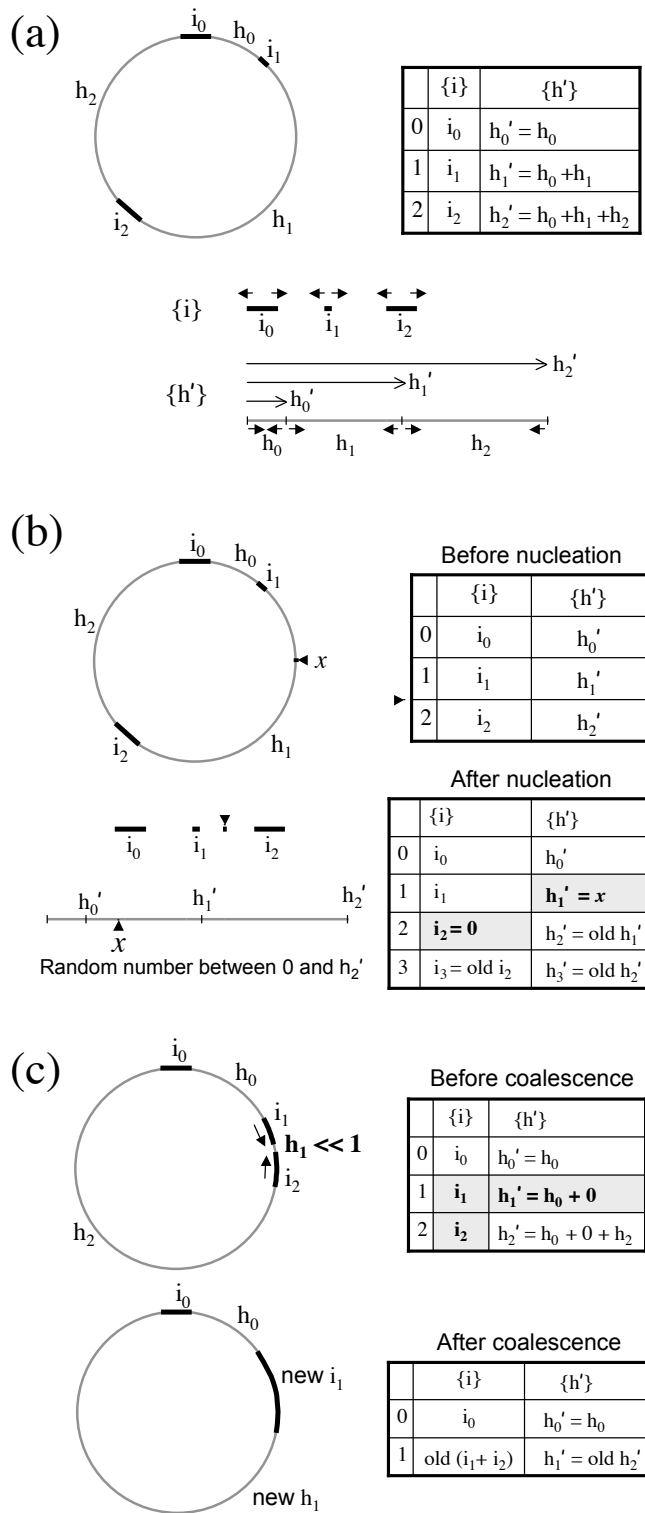 (a)
i₀
h₀
i₁
h₂
i₂
h₁
{i} {h'}
0 i₀ h₀' = h₀
1 i₁ h₁' = h₀ +h₁
2 i₂ h₂' = h₀ +h₁ +h₂
{i}
i₀ i₁ i₂
h₂'
h₁'
{h'} h₀'
h₀ h₁ h₂
(b)
i₀
h₀
i₁
h₂
x
i₂
h₁
Before nucleation
{i} {h'}
0 i₀ h₀'
1 i₁ h₁'
2 i₂ h₂'
i₀ i₁ i₂
h₀' h₁' h₂'
x
Random number between 0 and h₂'
After nucleation
{i} {h'}
0 i₀ h₀'
1 i₁ h₁' = x
2 i₂ = 0 h₂' = old h₁'
3 i₃ = old i₂ h₃' = old h₂'
(c)
i₀
h₀
i₁
h₁ << 1
i₂
h₂
Before coalescence
{i} {h'}
0 i₀ h₀' = h₀
1 i₁ h₁' = h₀ + 0
2 i₂ h₂' = h₀ + 0 + h₂
i₀
h₀
new i₁
new h₁
After coalescence
{i} {h'}
0 i₀ h₀' = h₀
1 old (i₁+ i₂) h₁' = old h₂'